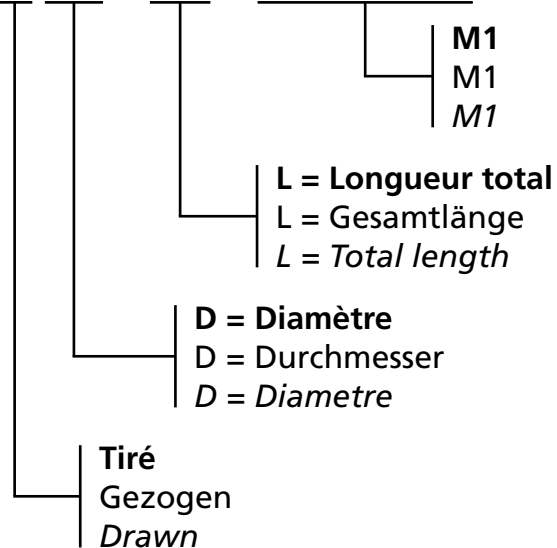 M1
M1
M1
L = Longueur total
L = Gesamtlänge
L = Total length
D = Diamètre
D = Durchmesser
D = Diametre
Tiré
Gezogen
Drawn